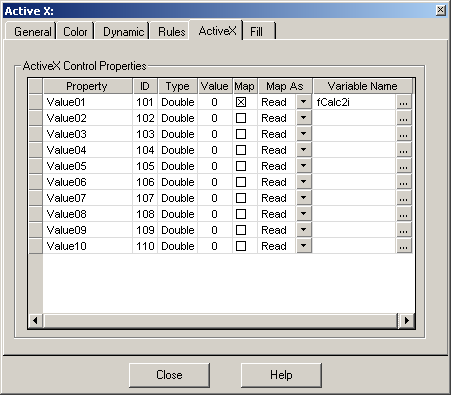 Active X:
General Color Dynamic Rules ActiveX Fill
ActiveX Control Properties
Property ID Type Value Map Map As Variable Name
Value01 101 Double 0 Read fCalc2i ...
Value02 102 Double 0 Read ...
Value03 103 Double 0 Read ...
Value04 104 Double 0 Read ...
Value05 105 Double 0 Read ...
Value06 106 Double 0 Read ...
Value07 107 Double 0 Read ...
Value08 108 Double 0 Read ...
Value09 109 Double 0 Read ...
Value10 110 Double 0 Read ...
Close Help